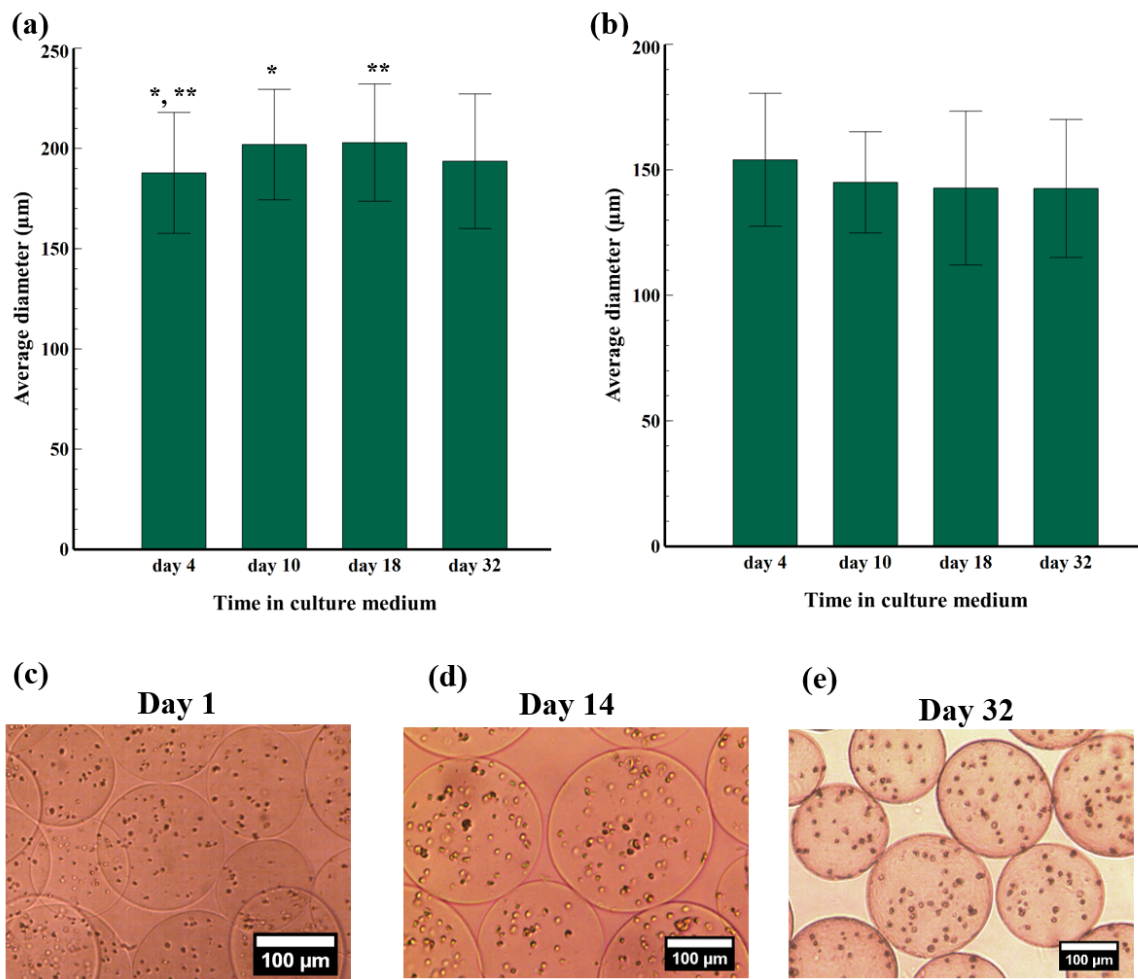 (a)
250
200
150
100
50
0
Average diameter (µm)
*, **
*
**
day 4 day 10 day 18 day 32
Time in culture medium
(b)
200
150
100
50
0
Average diameter (µm)
day 4 day 10 day 18 day 32
Time in culture medium
(c)
Day 1
100 µm
(d)
Day 14
100 µm
(e)
Day 32
100 µm